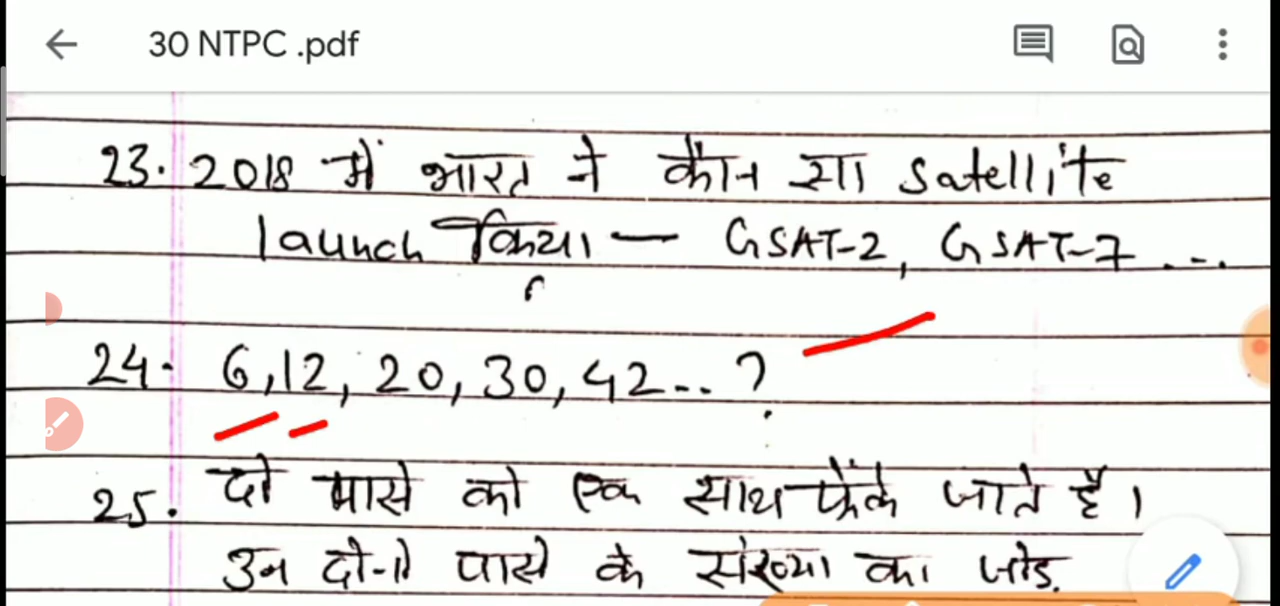 30 NTPC .pdf
23. 2018 में भारत ने कौन सा Satellite
launch किया — GSAT-2, GSAT-7 ...
24. 6, 12, 20, 30, 42.. ?
25. दो पासे को एक साथ फेंके जाते हैं।
उन दोनो पासे के संख्या का जोड़